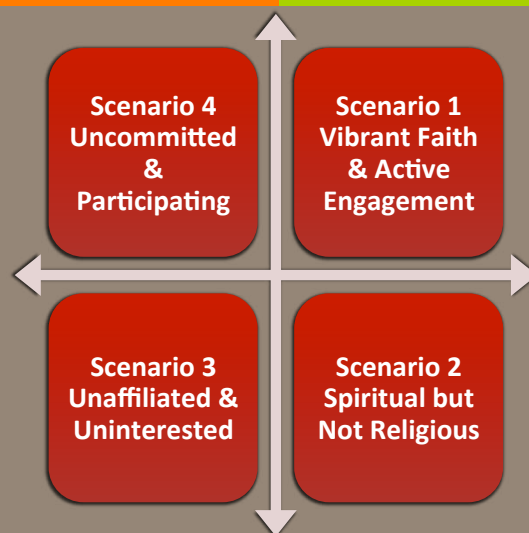 Scenario 4
Uncommitted
&
Participating
Scenario 1
Vibrant Faith
& Active
Engagement
Scenario 3
Unaffiliated &
Uninterested
Scenario 2
Spiritual but
Not Religious